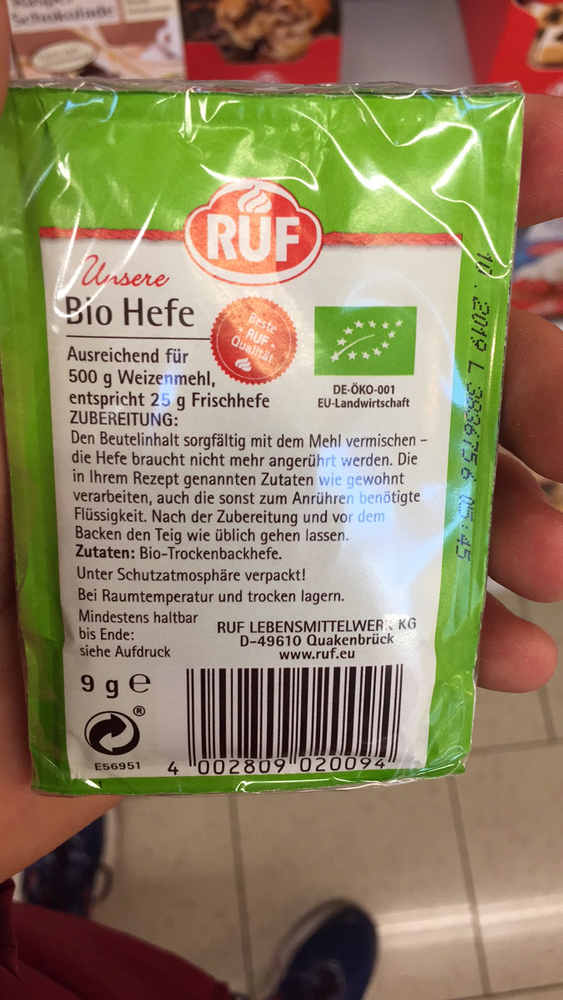 Schokolade
RUF
Unsere
Bio Hefe
Beste
RUF
Qualität
Ausreichend für
500 g Weizenmehl,
entspricht 25 g Frischhefe
DE-ÖKO-001
EU-Landwirtschaft
ZUBEREITUNG:
Den Beutelinhalt sorgfältig mit dem Mehl vermischen –
die Hefe braucht nicht mehr angerührt werden. Die
in Ihrem Rezept genannten Zutaten wie gewohnt
verarbeiten, auch die sonst zum Anrühren benötigte
Flüssigkeit. Nach der Zubereitung und vor dem
Backen den Teig wie üblich gehen lassen.
Zutaten: Bio-Trockenbackhefe.
Unter Schutzatmosphäre verpackt!
Bei Raumtemperatur und trocken lagern.
Mindestens haltbar
bis Ende:
siehe Aufdruck
RUF LEBENSMITTELWERK KG
D-49610 Quakenbrück
www.ruf.eu
9 g e
®
E56951
4 002809 020094